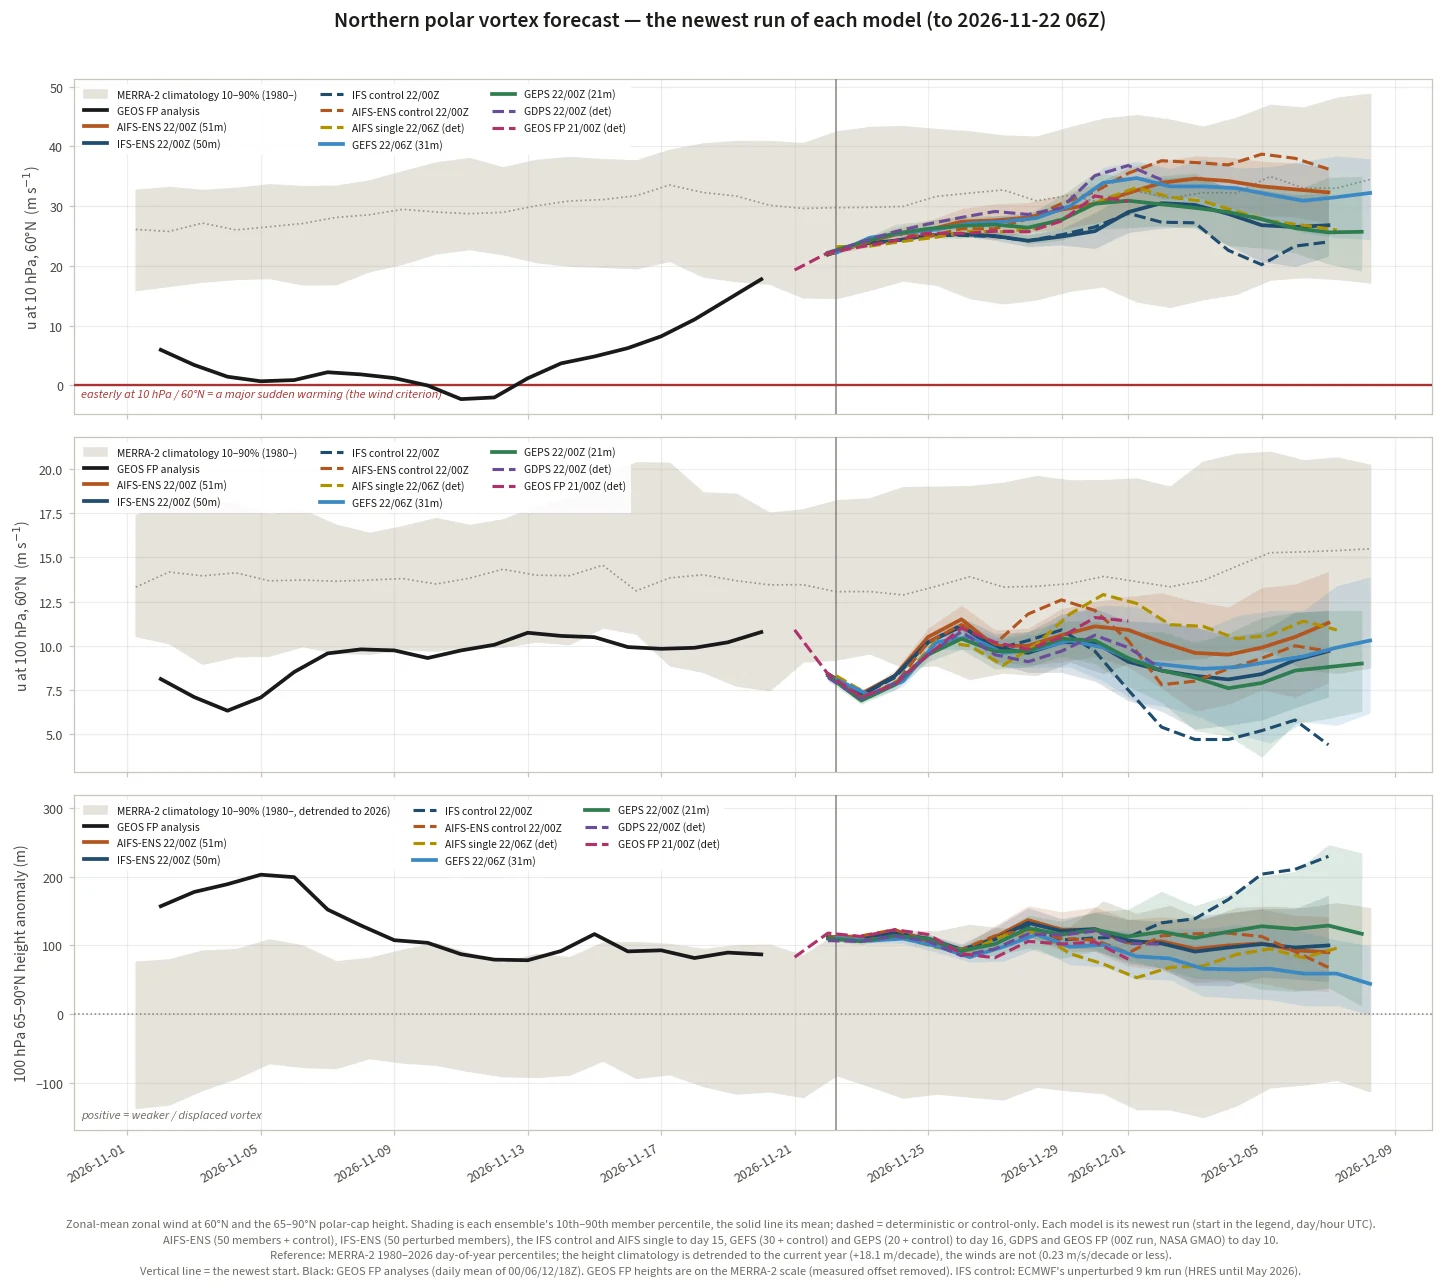 Northern polar vortex forecast — the newest run of each model (to 2026-11-22 06Z)
u at 10 hPa, 60°N (m s⁻¹)
50
40
30
20
10
0
MERRA-2 climatology 10–90% (1980–)
GEOS FP analysis
AIFS-ENS 22/00Z (51m)
IFS-ENS 22/00Z (50m)
IFS control 22/00Z
AIFS-ENS control 22/00Z
AIFS single 22/06Z (det)
GEFS 22/06Z (31m)
GEPS 22/00Z (21m)
GDPS 22/00Z (det)
GEOS FP 21/00Z (det)
easterly at 10 hPa / 60°N = a major sudden warming (the wind criterion)
u at 100 hPa, 60°N (m s⁻¹)
20.0
17.5
15.0
12.5
10.0
7.5
5.0
MERRA-2 climatology 10–90% (1980–)
GEOS FP analysis
AIFS-ENS 22/00Z (51m)
IFS-ENS 22/00Z (50m)
IFS control 22/00Z
AIFS-ENS control 22/00Z
AIFS single 22/06Z (det)
GEFS 22/06Z (31m)
GEPS 22/00Z (21m)
GDPS 22/00Z (det)
GEOS FP 21/00Z (det)
100 hPa 65–90°N height anomaly (m)
300
200
100
0
−100
MERRA-2 climatology 10–90% (1980–, detrended to 2026)
GEOS FP analysis
AIFS-ENS 22/00Z (51m)
IFS-ENS 22/00Z (50m)
IFS control 22/00Z
AIFS-ENS control 22/00Z
AIFS single 22/06Z (det)
GEFS 22/06Z (31m)
GEPS 22/00Z (21m)
GDPS 22/00Z (det)
GEOS FP 21/00Z (det)
positive = weaker / displaced vortex
2026-11-01
2026-11-05
2026-11-09
2026-11-13
2026-11-17
2026-11-21
2026-11-25
2026-11-29
2026-12-01
2026-12-05
2026-12-09
Zonal-mean zonal wind at 60°N and the 65–90°N polar-cap height. Shading is each ensemble's 10th–90th member percentile, the solid line its mean; dashed = deterministic or control-only. Each model is its newest run (start in the legend, day/hour UTC).
AIFS-ENS (50 members + control), IFS-ENS (50 perturbed members), the IFS control and AIFS single to day 15, GEFS (30 + control) and GEPS (20 + control) to day 16, GDPS and GEOS FP (00Z run, NASA GMAO) to day 10.
Reference: MERRA-2 1980–2026 day-of-year percentiles; the height climatology is detrended to the current year (+18.1 m/decade), the winds are not (0.23 m/s/decade or less).
Vertical line = the newest start. Black: GEOS FP analyses (daily mean of 00/06/12/18Z). GEOS FP heights are on the MERRA-2 scale (measured offset removed). IFS control: ECMWF's unperturbed 9 km run (HRES until May 2026).